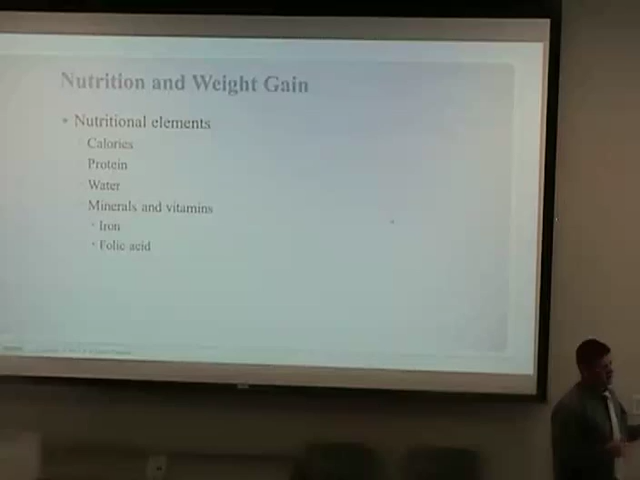 Nutrition and Weight Gain
• Nutritional elements
Calories
Protein
Water
Minerals and vitamins
• Iron
• Folic acid